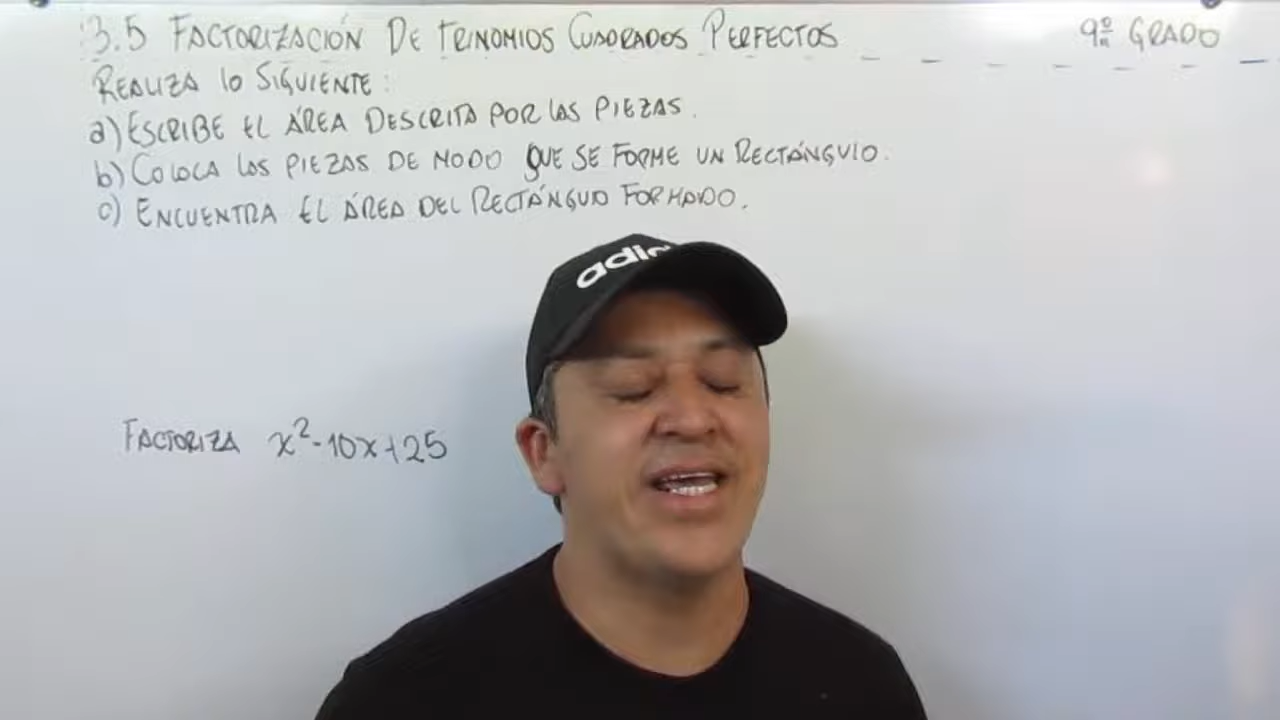 3.5 FACTORIZACIÓN DE TRINOMIOS CUADRADOS PERFECTOS 9º GRADO
REALIZA LO SIGUIENTE:
a) ESCRIBE EL ÁREA DESCRITA POR LAS PIEZAS.
b) COLOCA LAS PIEZAS DE MODO QUE SE FORME UN RECTÁNGULO.
c) ENCUENTRA EL ÁREA DEL RECTÁNGULO FORMADO.
adid
FACTORIZA x²-10x+25